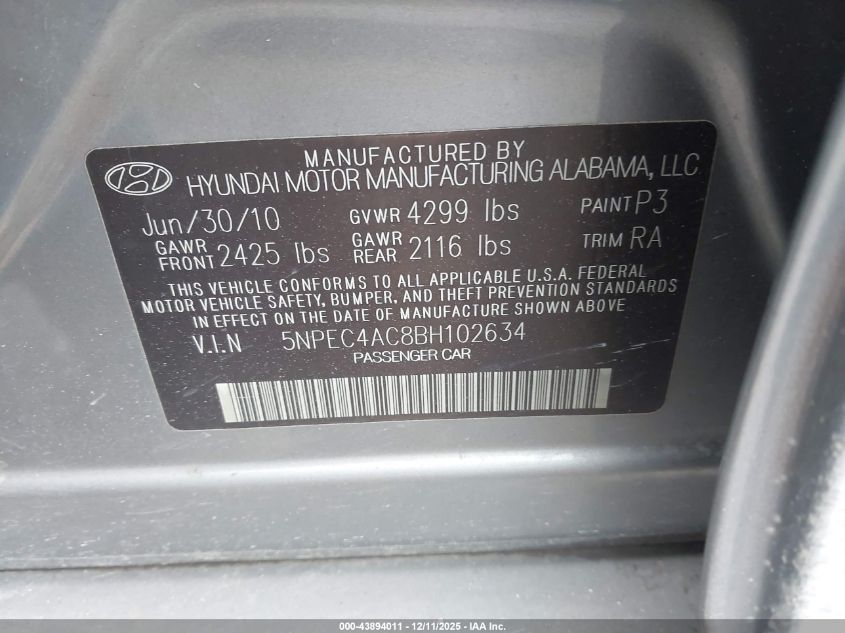 MANUFACTURED BY
HYUNDAI MOTOR MANUFACTURING ALABAMA, LLC
Jun/30/10 GVWR 4299 lbs PAINT P3
GAWR FRONT 2425 lbs GAWR REAR 2116 lbs TRIM RA
THIS VEHICLE CONFORMS TO ALL APPLICABLE U.S.A. FEDERAL
MOTOR VEHICLE SAFETY, BUMPER, AND THEFT PREVENTION STANDARDS
IN EFFECT ON THE DATE OF MANUFACTURE SHOWN ABOVE
V.I.N 5NPEC4AC8BH102634
PASSENGER CAR
000-43894011 - 12/11/2025 - IAA Inc.